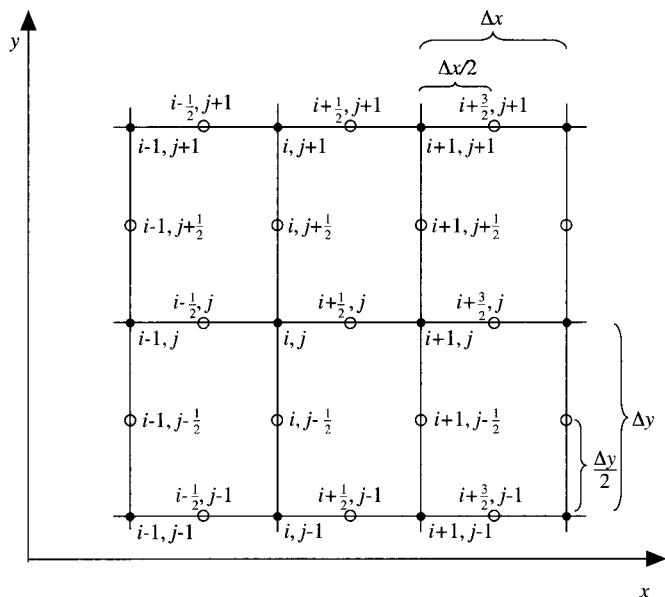 Δx
y
Δx/2
i-½, j+1 i+½, j+1 i+3/2, j+1
i-1, j+1 i, j+1 i+1, j+1
i-1, j+½ i, j+½ i+1, j+½
i-½, j i+½, j i+3/2, j
i-1, j i, j i+1, j
i-1, j-½ i, j-½ i+1, j-½ Δy
Δy/2
i-½, j-1 i+½, j-1 i+3/2, j-1
i-1, j-1 i, j-1 i+1, j-1
x